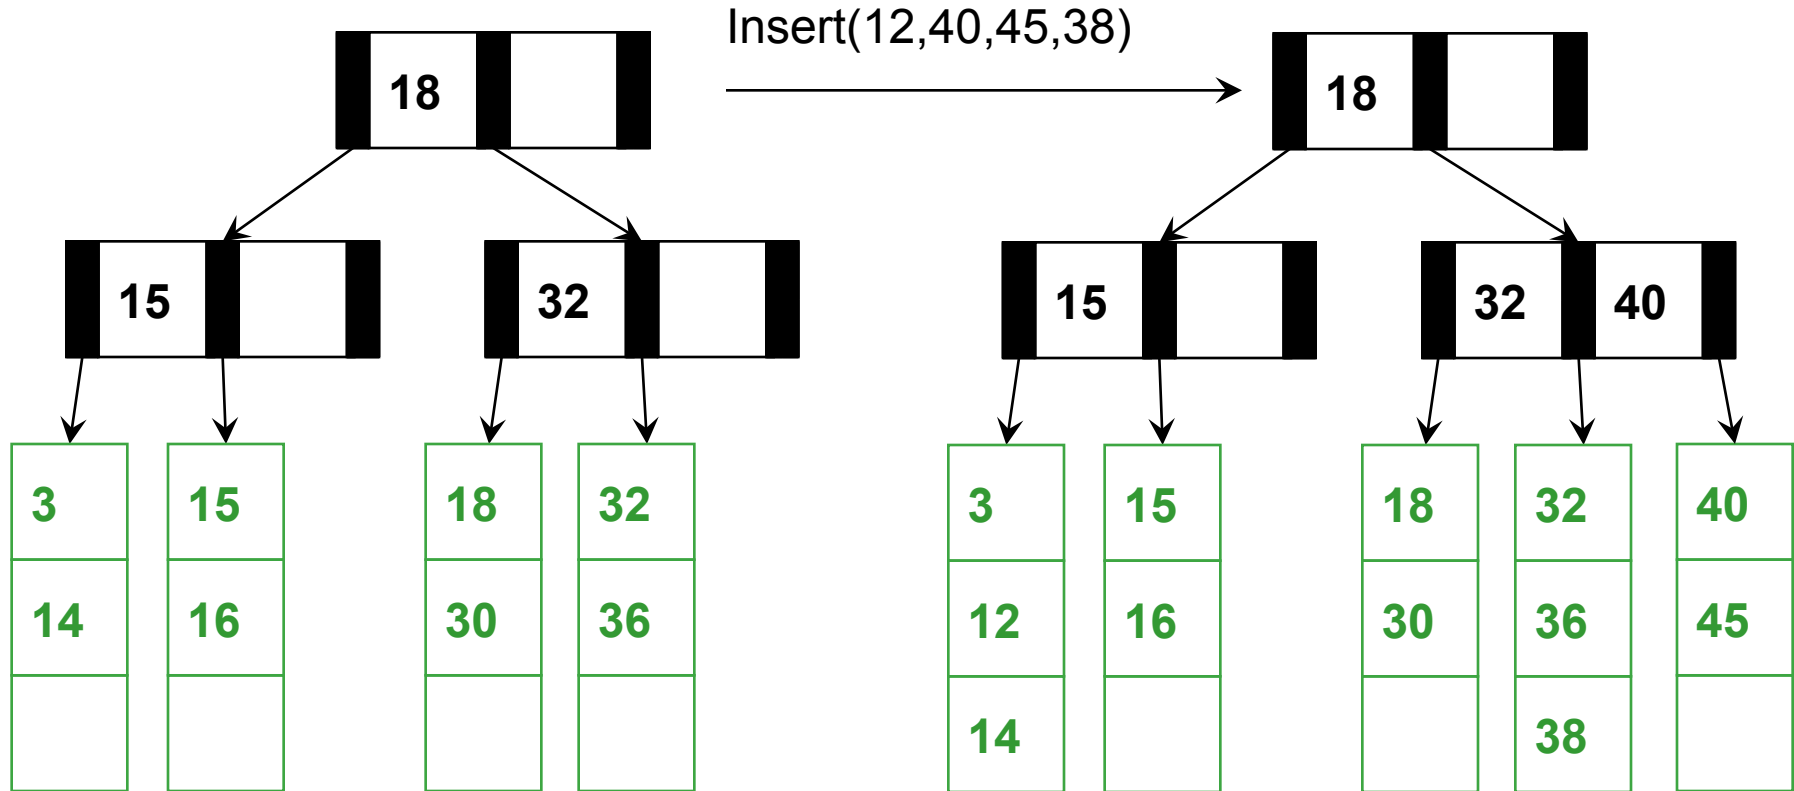 Insert(12,40,45,38)
18 18
15 32 15 32 40
3 15 18 32 3 15 18 32 40
14 16 30 36 12 16 30 36 45
14 38